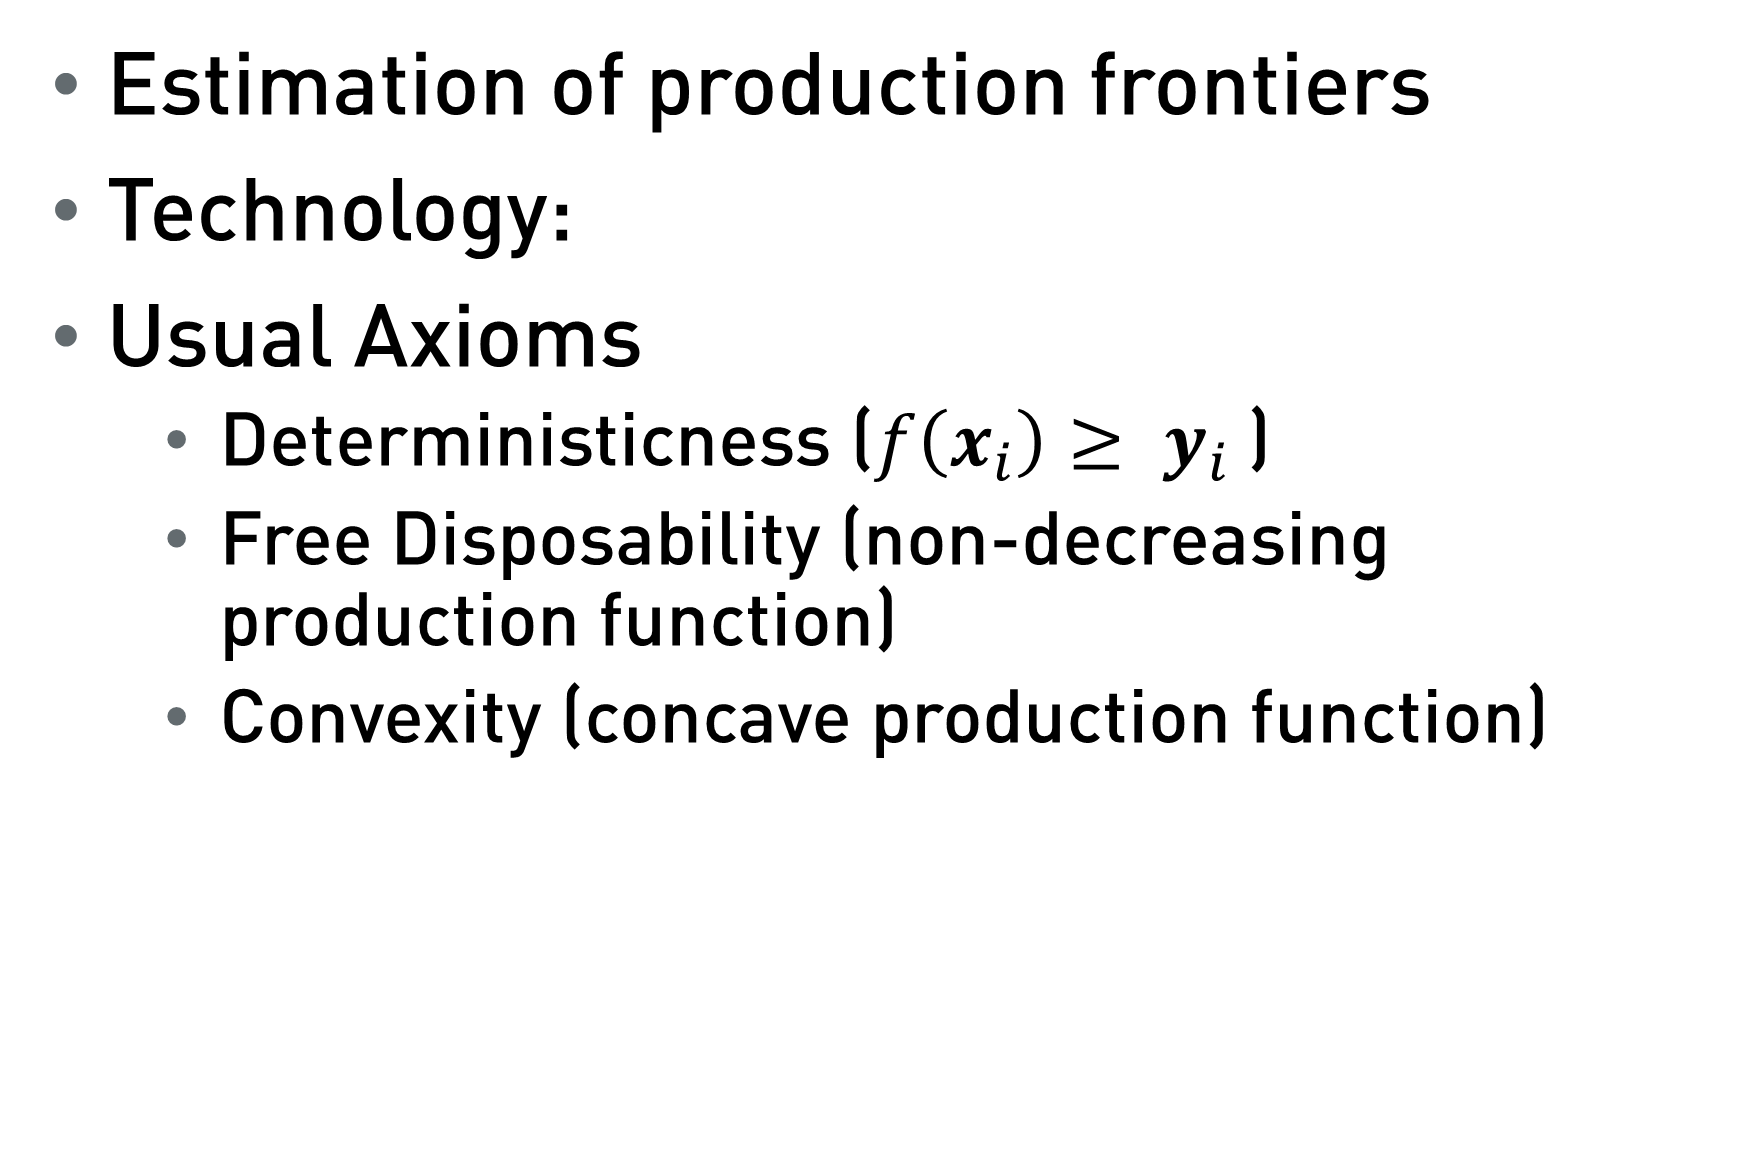 • Estimation of production frontiers
• Technology:
• Usual Axioms
• Deterministicness (𝑓(𝒙ᵢ) ≥ 𝒚ᵢ )
• Free Disposability (non-decreasing
production function)
• Convexity (concave production function)